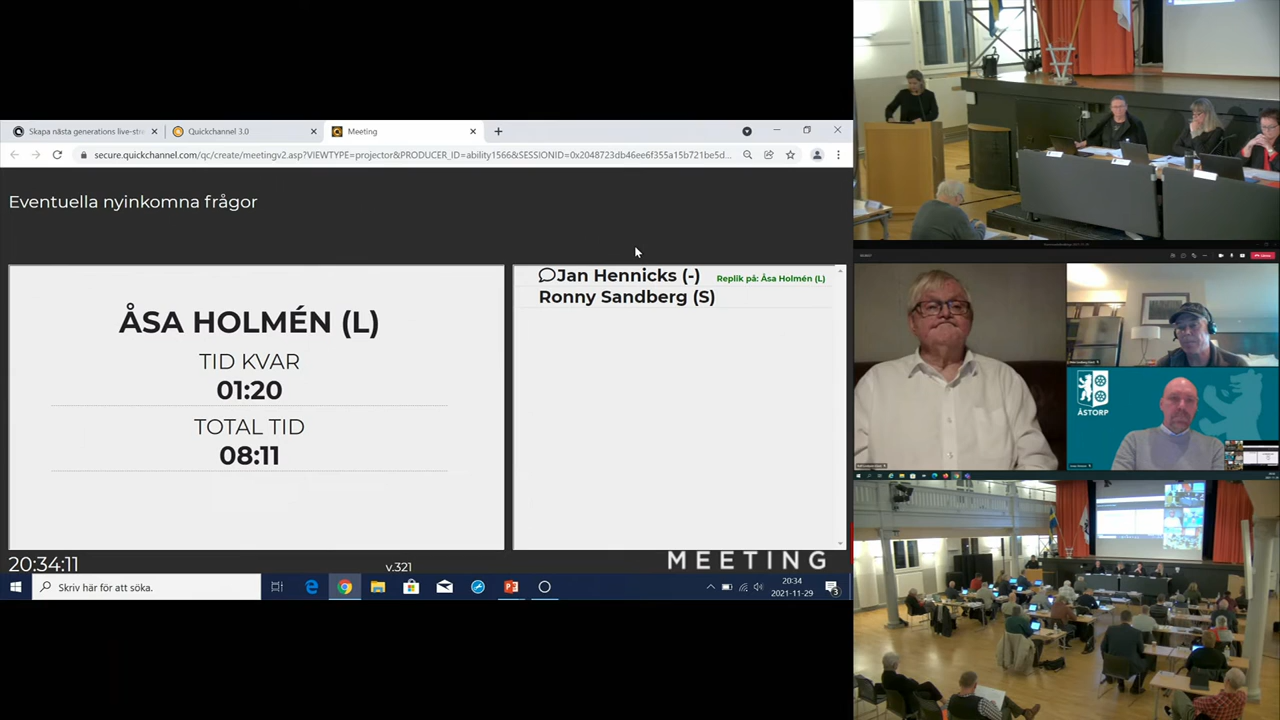 Skapa nästa generations live-stre
Quickchannel 3.0
Meeting
secure.quickchannel.com/qc/create/meetingv2.asp?VIEWTYPE=projector&PRODUCER_ID=ability1566&SESSIONID=0x2048723db46ee6f355a15b721be5d...
Eventuella nyinkomna frågor
ÅSA HOLMÉN (L)
TID KVAR
01:20
TOTAL TID
08:11
Jan Hennicks (-) Replik på: Åsa Holmén (L)
Ronny Sandberg (S)
20:34:11
v.321
MEETING
Skriv här för att söka.
20:34
2021-11-29
3
ÅSTORP